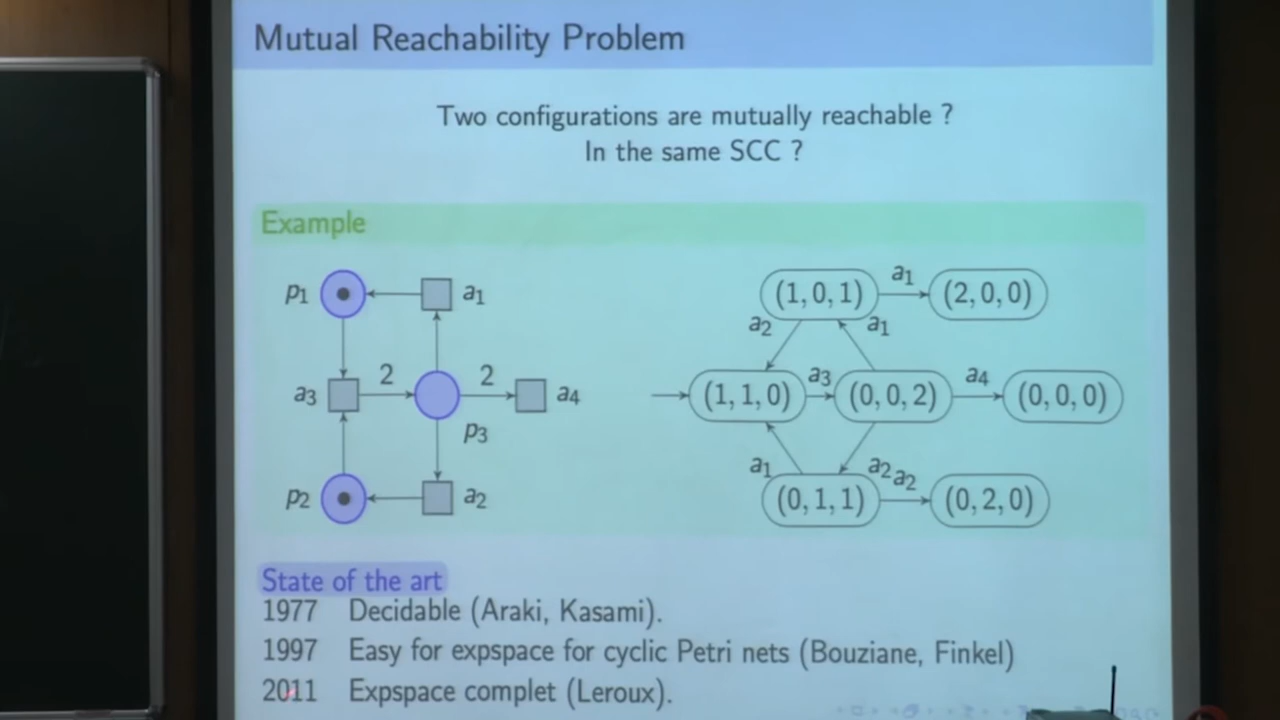 Mutual Reachability Problem
Two configurations are mutually reachable ?
In the same SCC ?
Example
p1 a1
a3 2 2 a4
p3
p2 a2
(1, 0, 1) a1 (2, 0, 0)
a2 a1
(1, 1, 0) a3 (0, 0, 2) a4 (0, 0, 0)
a1 a2 a2
(0, 1, 1) (0, 2, 0)
State of the art
1977 Decidable (Araki, Kasami).
1997 Easy for expspace for cyclic Petri nets (Bouziane, Finkel)
2011 Expspace complet (Leroux).